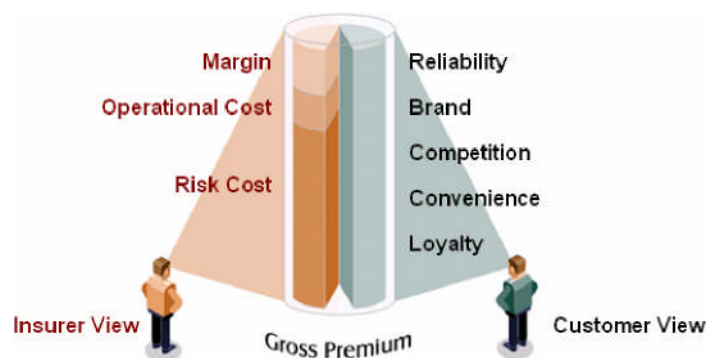 Margin
Operational Cost
Risk Cost
Insurer View
Reliability
Brand
Competition
Convenience
Loyalty
Customer View
Gross Premium